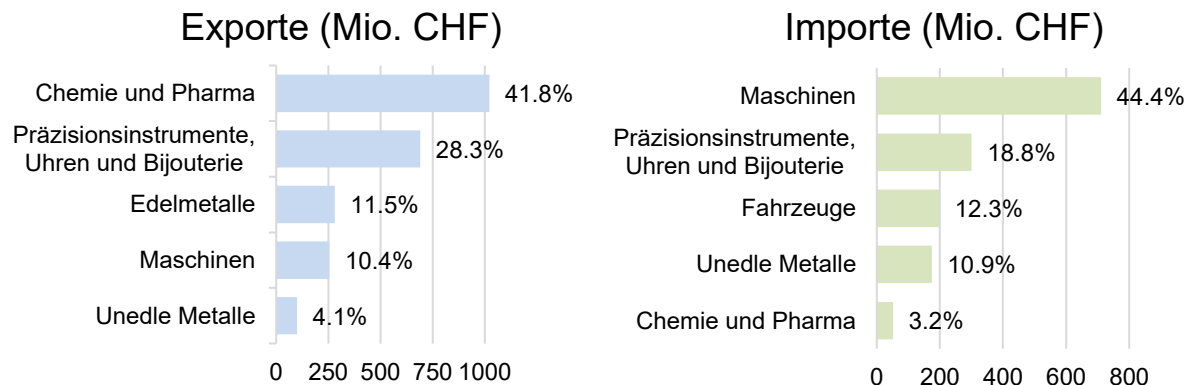 Exporte (Mio. CHF)
Chemie und Pharma
41.8%
Präzisionsinstrumente,
Uhren und Bijouterie
28.3%
Edelmetalle
11.5%
Maschinen
10.4%
Unedle Metalle
4.1%
0 250 500 750 1000
Importe (Mio. CHF)
Maschinen
44.4%
Präzisionsinstrumente,
Uhren und Bijouterie
18.8%
Fahrzeuge
12.3%
Unedle Metalle
10.9%
Chemie und Pharma
3.2%
0 200 400 600 800